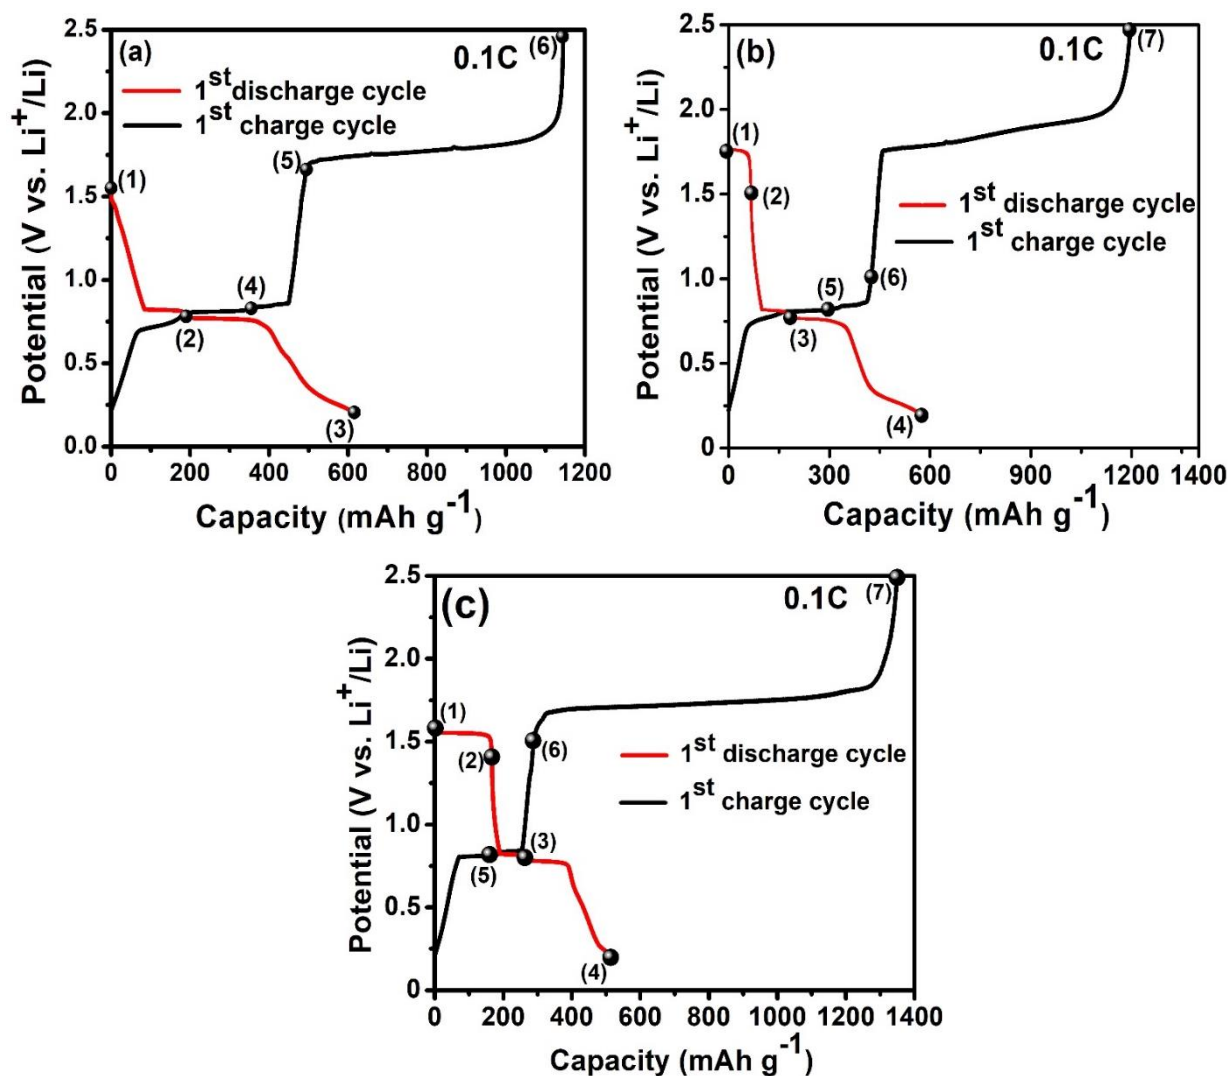 (a)
0.1C
(6)
1st discharge cycle
1st charge cycle
(1)
(5)
(4)
(2)
(3)
2.5
2.0
1.5
1.0
0.5
0.0
0 200 400 600 800 1000 1200
Potential (V vs. Li+/Li)
Capacity (mAh g-1)
(b)
0.1C
(7)
(1)
(2)
1st discharge cycle
1st charge cycle
(5)
(6)
(3)
(4)
2.5
2.0
1.5
1.0
0.5
0
0 300 600 900 1200 1400
Potential (V vs. Li+/Li)
Capacity (mAh g-1)
(c)
0.1C
(7)
(1)
(2)
(6)
1st discharge cycle
1st charge cycle
(3)
(5)
(4)
2.5
2.0
1.5
1.0
0.5
0
0 200 400 600 800 1000 1200 1400
Potential (V vs. Li+/Li)
Capacity (mAh g-1)